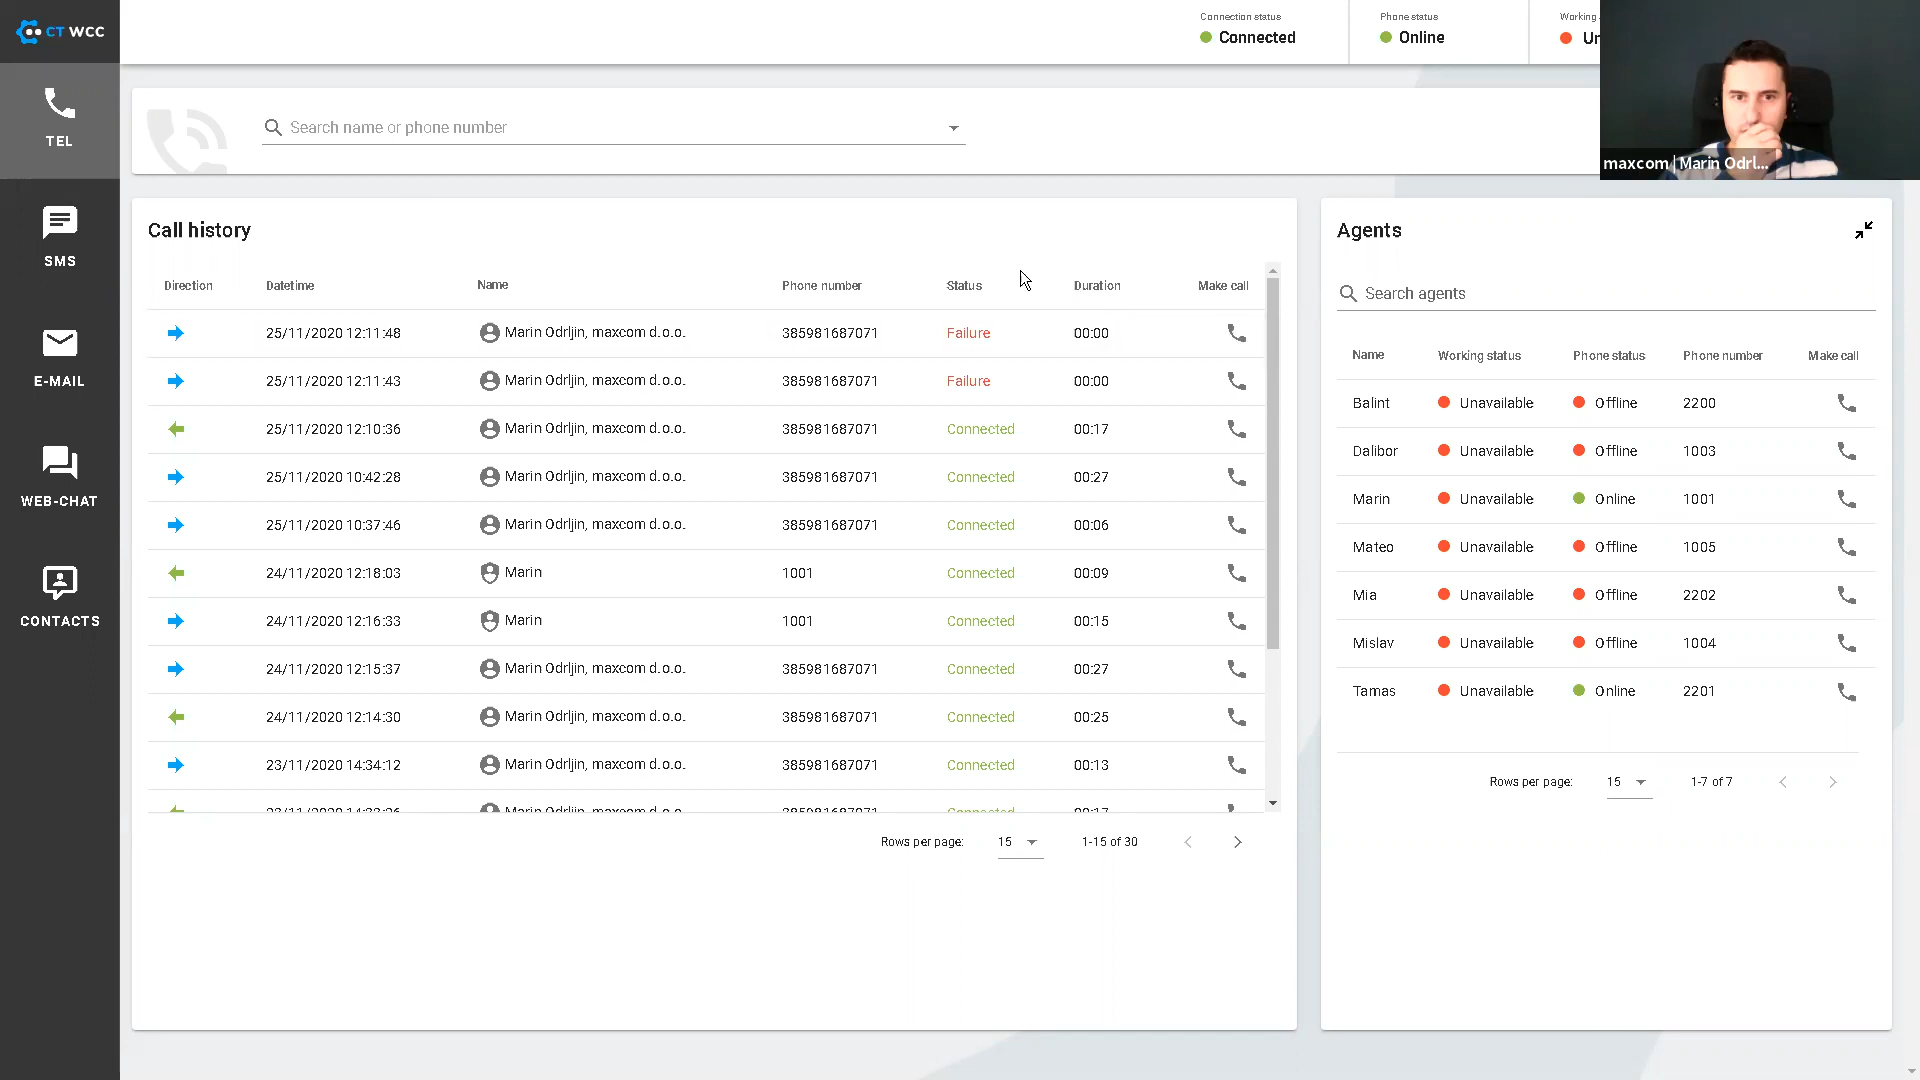 CT WCC
Connection status
Connected
Phone status
Online
Working
maxcom | Marin Odrl...
TEL
SMS
E-MAIL
WEB-CHAT
CONTACTS
Search name or phone number
Call history
Direction Datetime Name Phone number Status Duration Make call
25/11/2020 12:11:48 Marin Odrljin, maxcom d.o.o. 385981687071 Failure 00:00
25/11/2020 12:11:43 Marin Odrljin, maxcom d.o.o. 385981687071 Failure 00:00
25/11/2020 12:10:36 Marin Odrljin, maxcom d.o.o. 385981687071 Connected 00:17
25/11/2020 10:42:28 Marin Odrljin, maxcom d.o.o. 385981687071 Connected 00:27
25/11/2020 10:37:46 Marin Odrljin, maxcom d.o.o. 385981687071 Connected 00:06
24/11/2020 12:18:03 Marin 1001 Connected 00:09
24/11/2020 12:16:33 Marin 1001 Connected 00:15
24/11/2020 12:15:37 Marin Odrljin, maxcom d.o.o. 385981687071 Connected 00:27
24/11/2020 12:14:30 Marin Odrljin, maxcom d.o.o. 385981687071 Connected 00:25
23/11/2020 14:34:12 Marin Odrljin, maxcom d.o.o. 385981687071 Connected 00:13
Rows per page: 15 1-15 of 30
Agents
Search agents
Name Working status Phone status Phone number Make call
Balint Unavailable Offline 2200
Dalibor Unavailable Offline 1003
Marin Unavailable Online 1001
Mateo Unavailable Offline 1005
Mia Unavailable Offline 2202
Mislav Unavailable Offline 1004
Tamas Unavailable Online 2201
Rows per page: 15 1-7 of 7